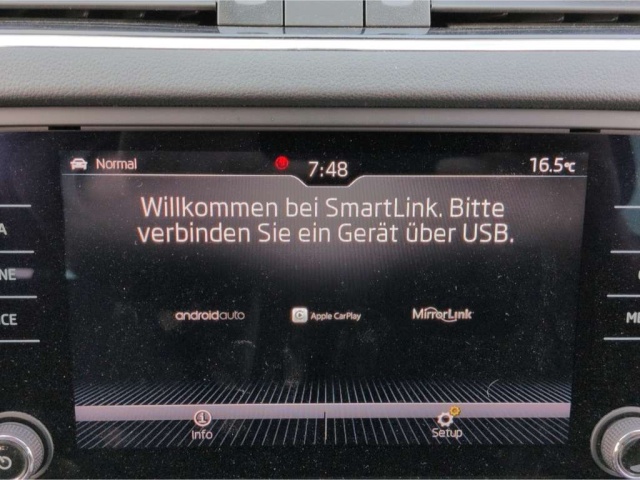 Normal
7:48
16.5°C
Willkommen bei SmartLink. Bitte
verbinden Sie ein Gerät über USB.
androidauto
Apple CarPlay
MirrorLink
Info
Setup